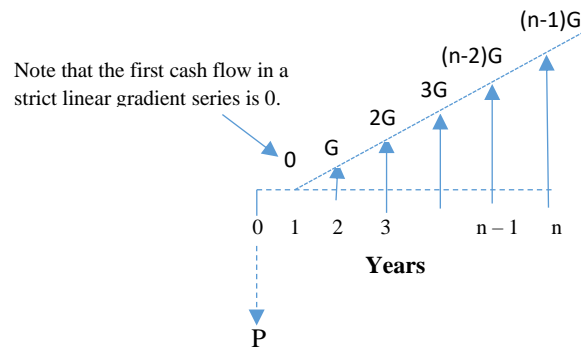 (n-1)G
Note that the first cash flow in a
strict linear gradient series is 0.
(n-2)G
3G
2G
G
0
0 1 2 3 n – 1 n
Years
P